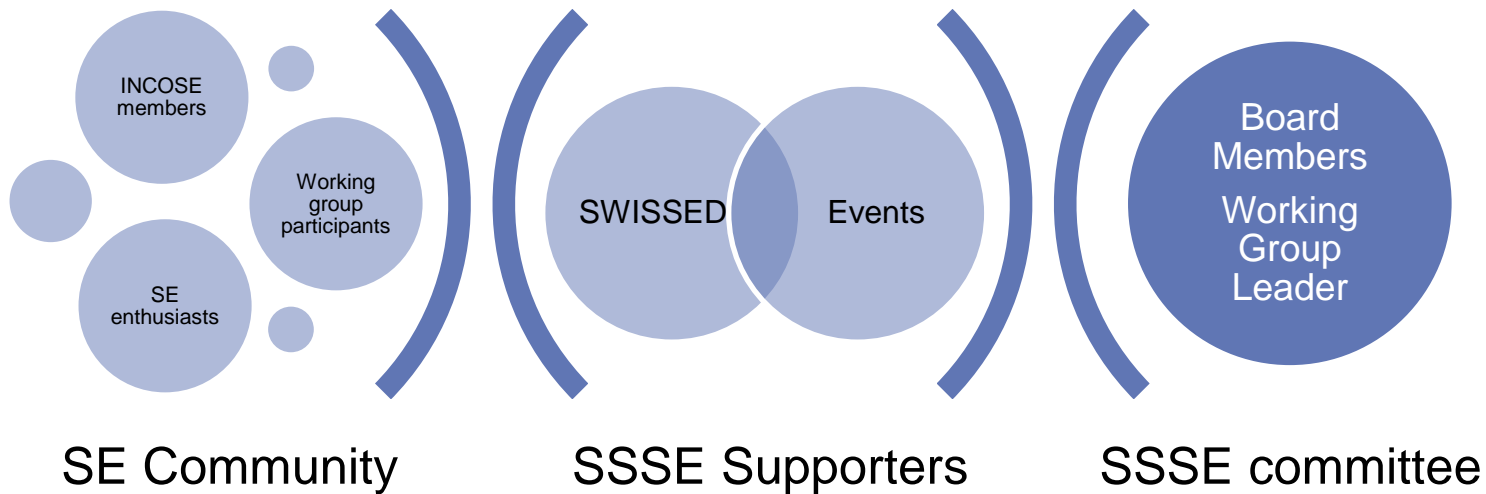 INCOSE
members
Working
group
participants
SE
enthusiasts
SWISSED
Events
Board
Members
Working
Group
Leader
SE Community
SSSE Supporters
SSSE committee